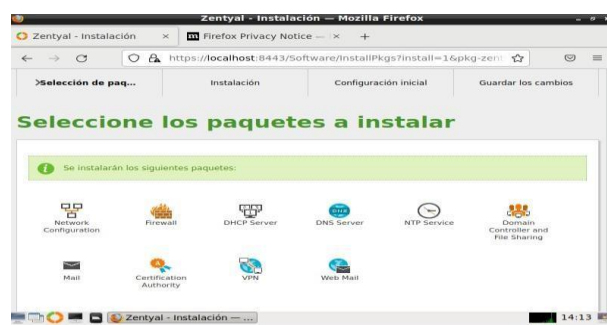 Zentyal - Instalación — Mozilla Firefox
Zentyal - Instalación × Firefox Privacy Notice — × +
https://localhost:8443/Software/InstallPkgs?install=1&pkg-zen
Selección de paq... Instalación Configuración inicial Guardar los cambios
Seleccione los paquetes a instalar
Se instalarán los siguientes paquetes:
Network Configuration
Firewall
DHCP Server
DNS Server
NTP Service
Domain Controller and File Sharing
Mail
Certification Authority
VPN
Web Mail
Zentyal - Instalación — ... 14:13